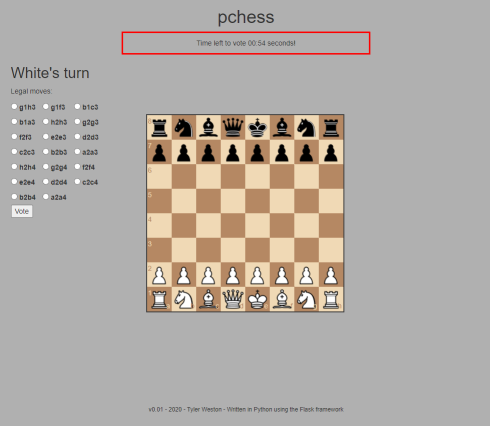 pchess
Time left to vote 00:54 seconds!
White's turn
Legal moves:
g1h3 g1f3 b1c3
b1a3 h2h3 g2g3
f2f3 e2e3 d2d3
c2c3 b2b3 a2a3
h2h4 g2g4 f2f4
e2e4 d2d4 c2c4
b2b4 a2a4
Vote
8
7
6
5
4
3
2
v0.01 - 2020 - Tyler Weston - Written in Python using the Flask framework